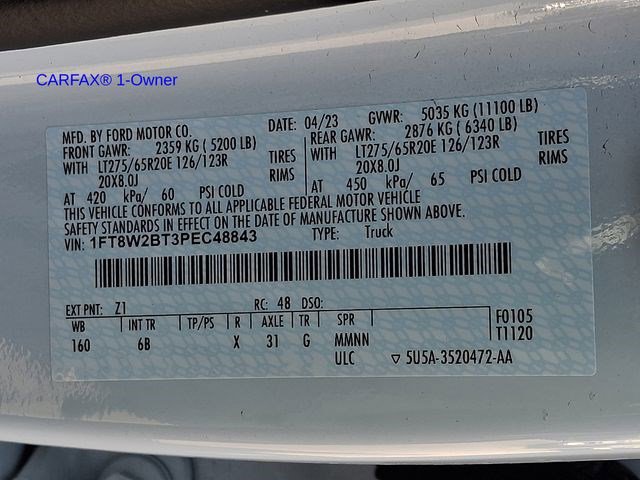 CARFAX® 1-Owner
MFD. BY FORD MOTOR CO. DATE: 04/23 GVWR: 5035 KG (11100 LB)
FRONT GAWR: 2359 KG ( 5200 LB) REAR GAWR: 2876 KG ( 6340 LB)
WITH LT275/65R20E 126/123R TIRES WITH LT275/65R20E 126/123R TIRES
20X8.0J RIMS 20X8.0J RIMS
AT 420 kPa/ 60 PSI COLD AT 450 kPa/ 65 PSI COLD
THIS VEHICLE CONFORMS TO ALL APPLICABLE FEDERAL MOTOR VEHICLE
SAFETY STANDARDS IN EFFECT ON THE DATE OF MANUFACTURE SHOWN ABOVE.
VIN: 1FT8W2BT3PEC48843 TYPE: Truck
EXT PNT: Z1 RC: 48 DSO:
WB INT TR TP/PS R AXLE TR SPR F0105
160 6B X 31 G MMNN T1120
ULC ▽ 5U5A-3520472-AA